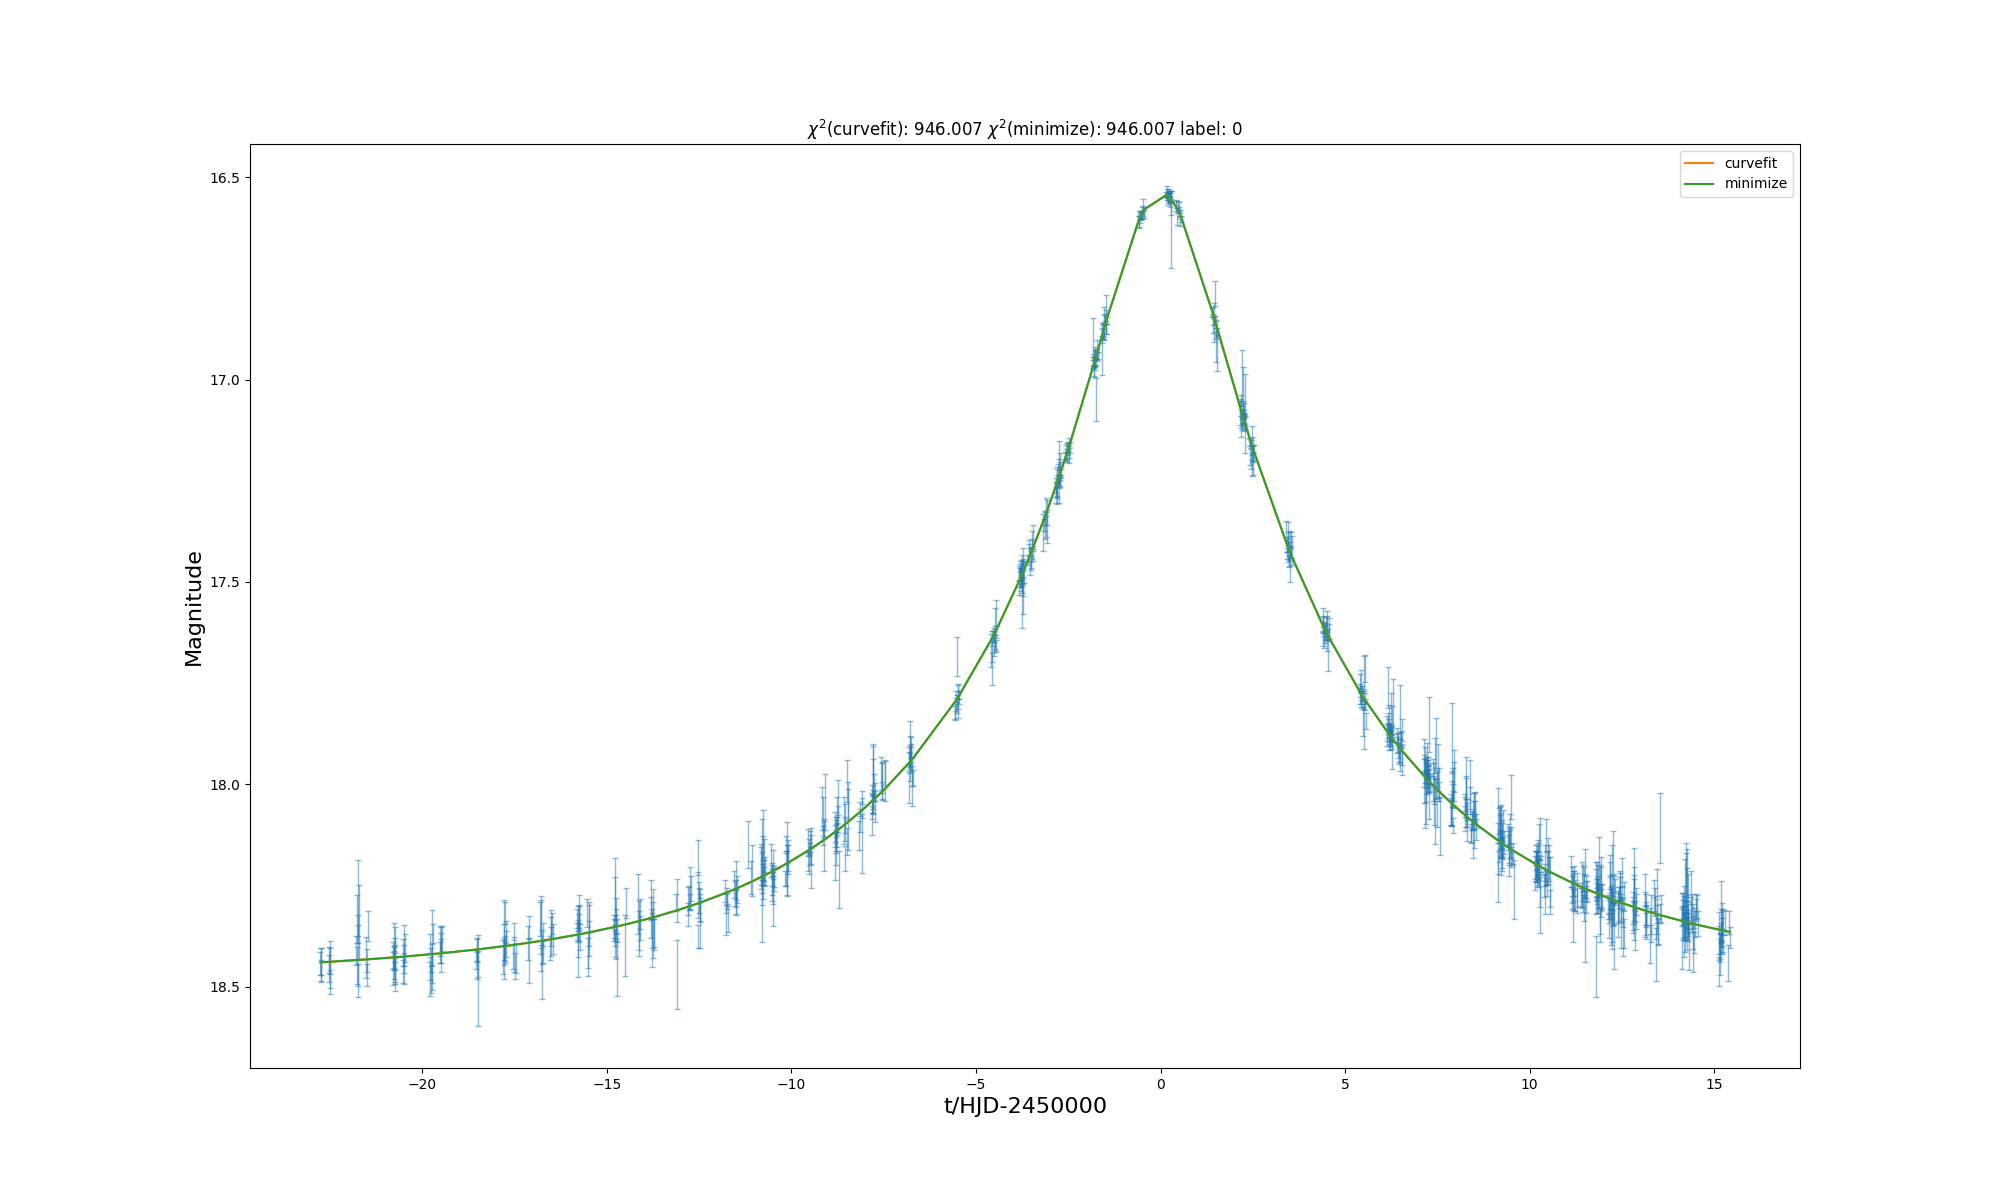 χ²(curvefit): 946.007 χ²(minimize): 946.007 label: 0
curvefit
minimize
16.5
17.0
17.5
18.0
18.5
Magnitude
−20
−15
−10
−5
0
5
10
15
t/HJD-2450000